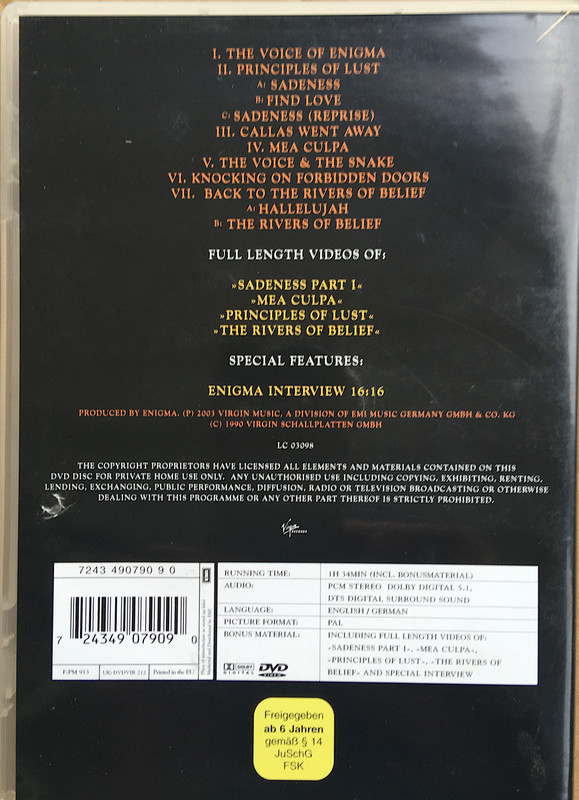 I. THE VOICE OF ENIGMA
II. PRINCIPLES OF LUST
A: SADENESS
B: FIND LOVE
C: SADENESS (REPRISE)
III. CALLAS WENT AWAY
IV. MEA CULPA
V. THE VOICE & THE SNAKE
VI. KNOCKING ON FORBIDDEN DOORS
VII. BACK TO THE RIVERS OF BELIEF
A: HALLELUJAH
B: THE RIVERS OF BELIEF
FULL LENGTH VIDEOS OF:
»SADENESS PART I«
»MEA CULPA«
»PRINCIPLES OF LUST«
»THE RIVERS OF BELIEF«
SPECIAL FEATURES:
ENIGMA INTERVIEW 16:16
PRODUCED BY ENIGMA. (P) 2003 VIRGIN MUSIC, A DIVISION OF EMI MUSIC GERMANY GMBH & CO. KG
(C) 1990 VIRGIN SCHALLPLATTEN GMBH
LC 03098
THE COPYRIGHT PROPRIETORS HAVE LICENSED ALL ELEMENTS AND MATERIALS CONTAINED ON THIS
DVD DISC FOR PRIVATE HOME USE ONLY. ANY UNAUTHORISED USE INCLUDING COPYING, EXHIBITING, RENTING,
LENDING, EXCHANGING, PUBLIC PERFORMANCE, DIFFUSION, RADIO OR TELEVISION BROADCASTING OR OTHERWISE
DEALING WITH THIS PROGRAMME OR ANY OTHER PART THEREOF IS STRICTLY PROHIBITED.
Virgin
7243 490790 9 0
7 24349 07909 0
F: PM 913
UK: DVDVIR 212
Printed in the EU
RUNNING TIME: 1H 34MIN (INCL. BONUSMATERIAL)
AUDIO: PCM STEREO DOLBY DIGITAL 5.1,
DTS DIGITAL SURROUND SOUND
LANGUAGE: ENGLISH / GERMAN
PICTURE FORMAT: PAL
BONUS MATERIAL: INCLUDING FULL LENGTH VIDEOS OF:
»SADENESS PART I«, »MEA CULPA«,
»PRINCIPLES OF LUST«, »THE RIVERS OF
BELIEF« AND SPECIAL INTERVIEW
DOLBY DIGITAL
DVD VIDEO
Freigegeben
ab 6 Jahren
gemäß § 14
JuSchG
FSK